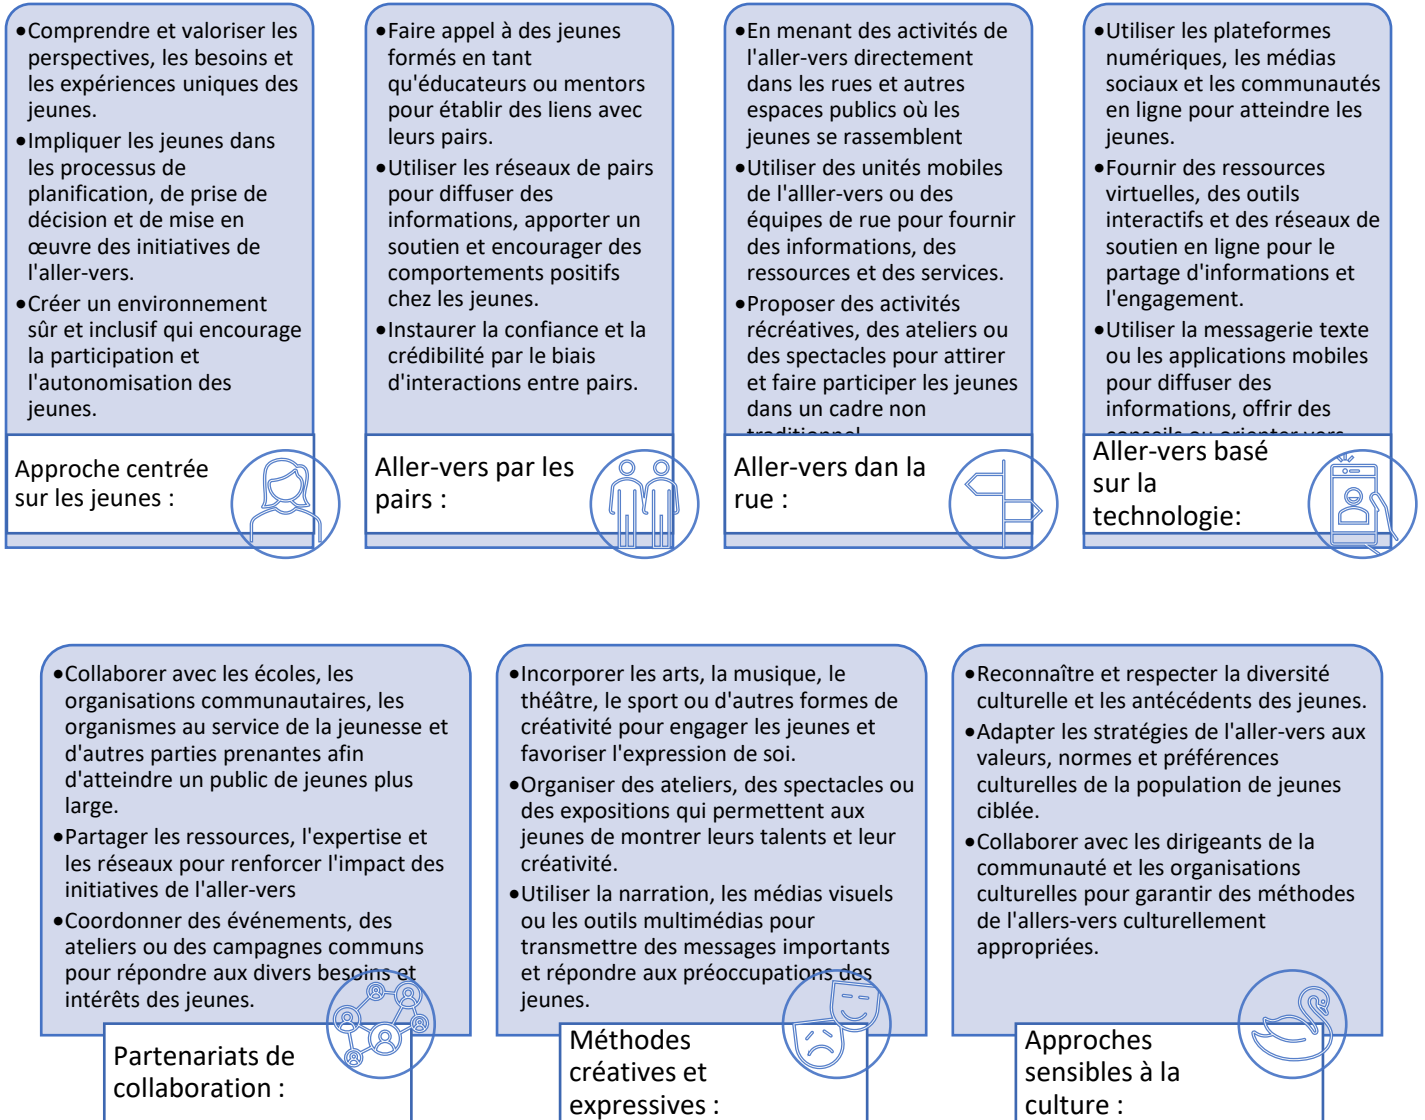 •Comprendre et valoriser les
perspectives, les besoins et
les expériences uniques des
jeunes.
•Impliquer les jeunes dans
les processus de
planification, de prise de
décision et de mise en
œuvre des initiatives de
l'aller-vers.
•Créer un environnement
sûr et inclusif qui encourage
la participation et
l'autonomisation des
jeunes.
Approche centrée
sur les jeunes :
•Faire appel à des jeunes
formés en tant
qu'éducateurs ou mentors
pour établir des liens avec
leurs pairs.
•Utiliser les réseaux de pairs
pour diffuser des
informations, apporter un
soutien et encourager des
comportements positifs
chez les jeunes.
•Instaurer la confiance et la
crédibilité par le biais
d'interactions entre pairs.
Aller-vers par les
pairs :
•En menant des activités de
l'aller-vers directement
dans les rues et autres
espaces publics où les
jeunes se rassemblent
•Utiliser des unités mobiles
de l'alller-vers ou des
équipes de rue pour fournir
des informations, des
ressources et des services.
•Proposer des activités
récréatives, des ateliers ou
des spectacles pour attirer
et faire participer les jeunes
dans un cadre non
traditionnel
Aller-vers dan la
rue :
•Utiliser les plateformes
numériques, les médias
sociaux et les communautés
en ligne pour atteindre les
jeunes.
•Fournir des ressources
virtuelles, des outils
interactifs et des réseaux de
soutien en ligne pour le
partage d'informations et
l'engagement.
•Utiliser la messagerie texte
ou les applications mobiles
pour diffuser des
informations, offrir des
conseils ou orienter vers
Aller-vers basé
sur la
technologie:
•Collaborer avec les écoles, les
organisations communautaires, les
organismes au service de la jeunesse et
d'autres parties prenantes afin
d'atteindre un public de jeunes plus
large.
•Partager les ressources, l'expertise et
les réseaux pour renforcer l'impact des
initiatives de l'aller-vers
•Coordonner des événements, des
ateliers ou des campagnes communs
pour répondre aux divers besoins et
intérêts des jeunes.
Partenariats de
collaboration :
•Incorporer les arts, la musique, le
théâtre, le sport ou d'autres formes de
créativité pour engager les jeunes et
favoriser l'expression de soi.
•Organiser des ateliers, des spectacles ou
des expositions qui permettent aux
jeunes de montrer leurs talents et leur
créativité.
•Utiliser la narration, les médias visuels
ou les outils multimédias pour
transmettre des messages importants
et répondre aux préoccupations des
jeunes.
Méthodes
créatives et
expressives :
•Reconnaître et respecter la diversité
culturelle et les antécédents des jeunes.
•Adapter les stratégies de l'aller-vers aux
valeurs, normes et préférences
culturelles de la population de jeunes
ciblée.
•Collaborer avec les dirigeants de la
communauté et les organisations
culturelles pour garantir des méthodes
de l'allers-vers culturellement
appropriées.
Approches
sensibles à la
culture :